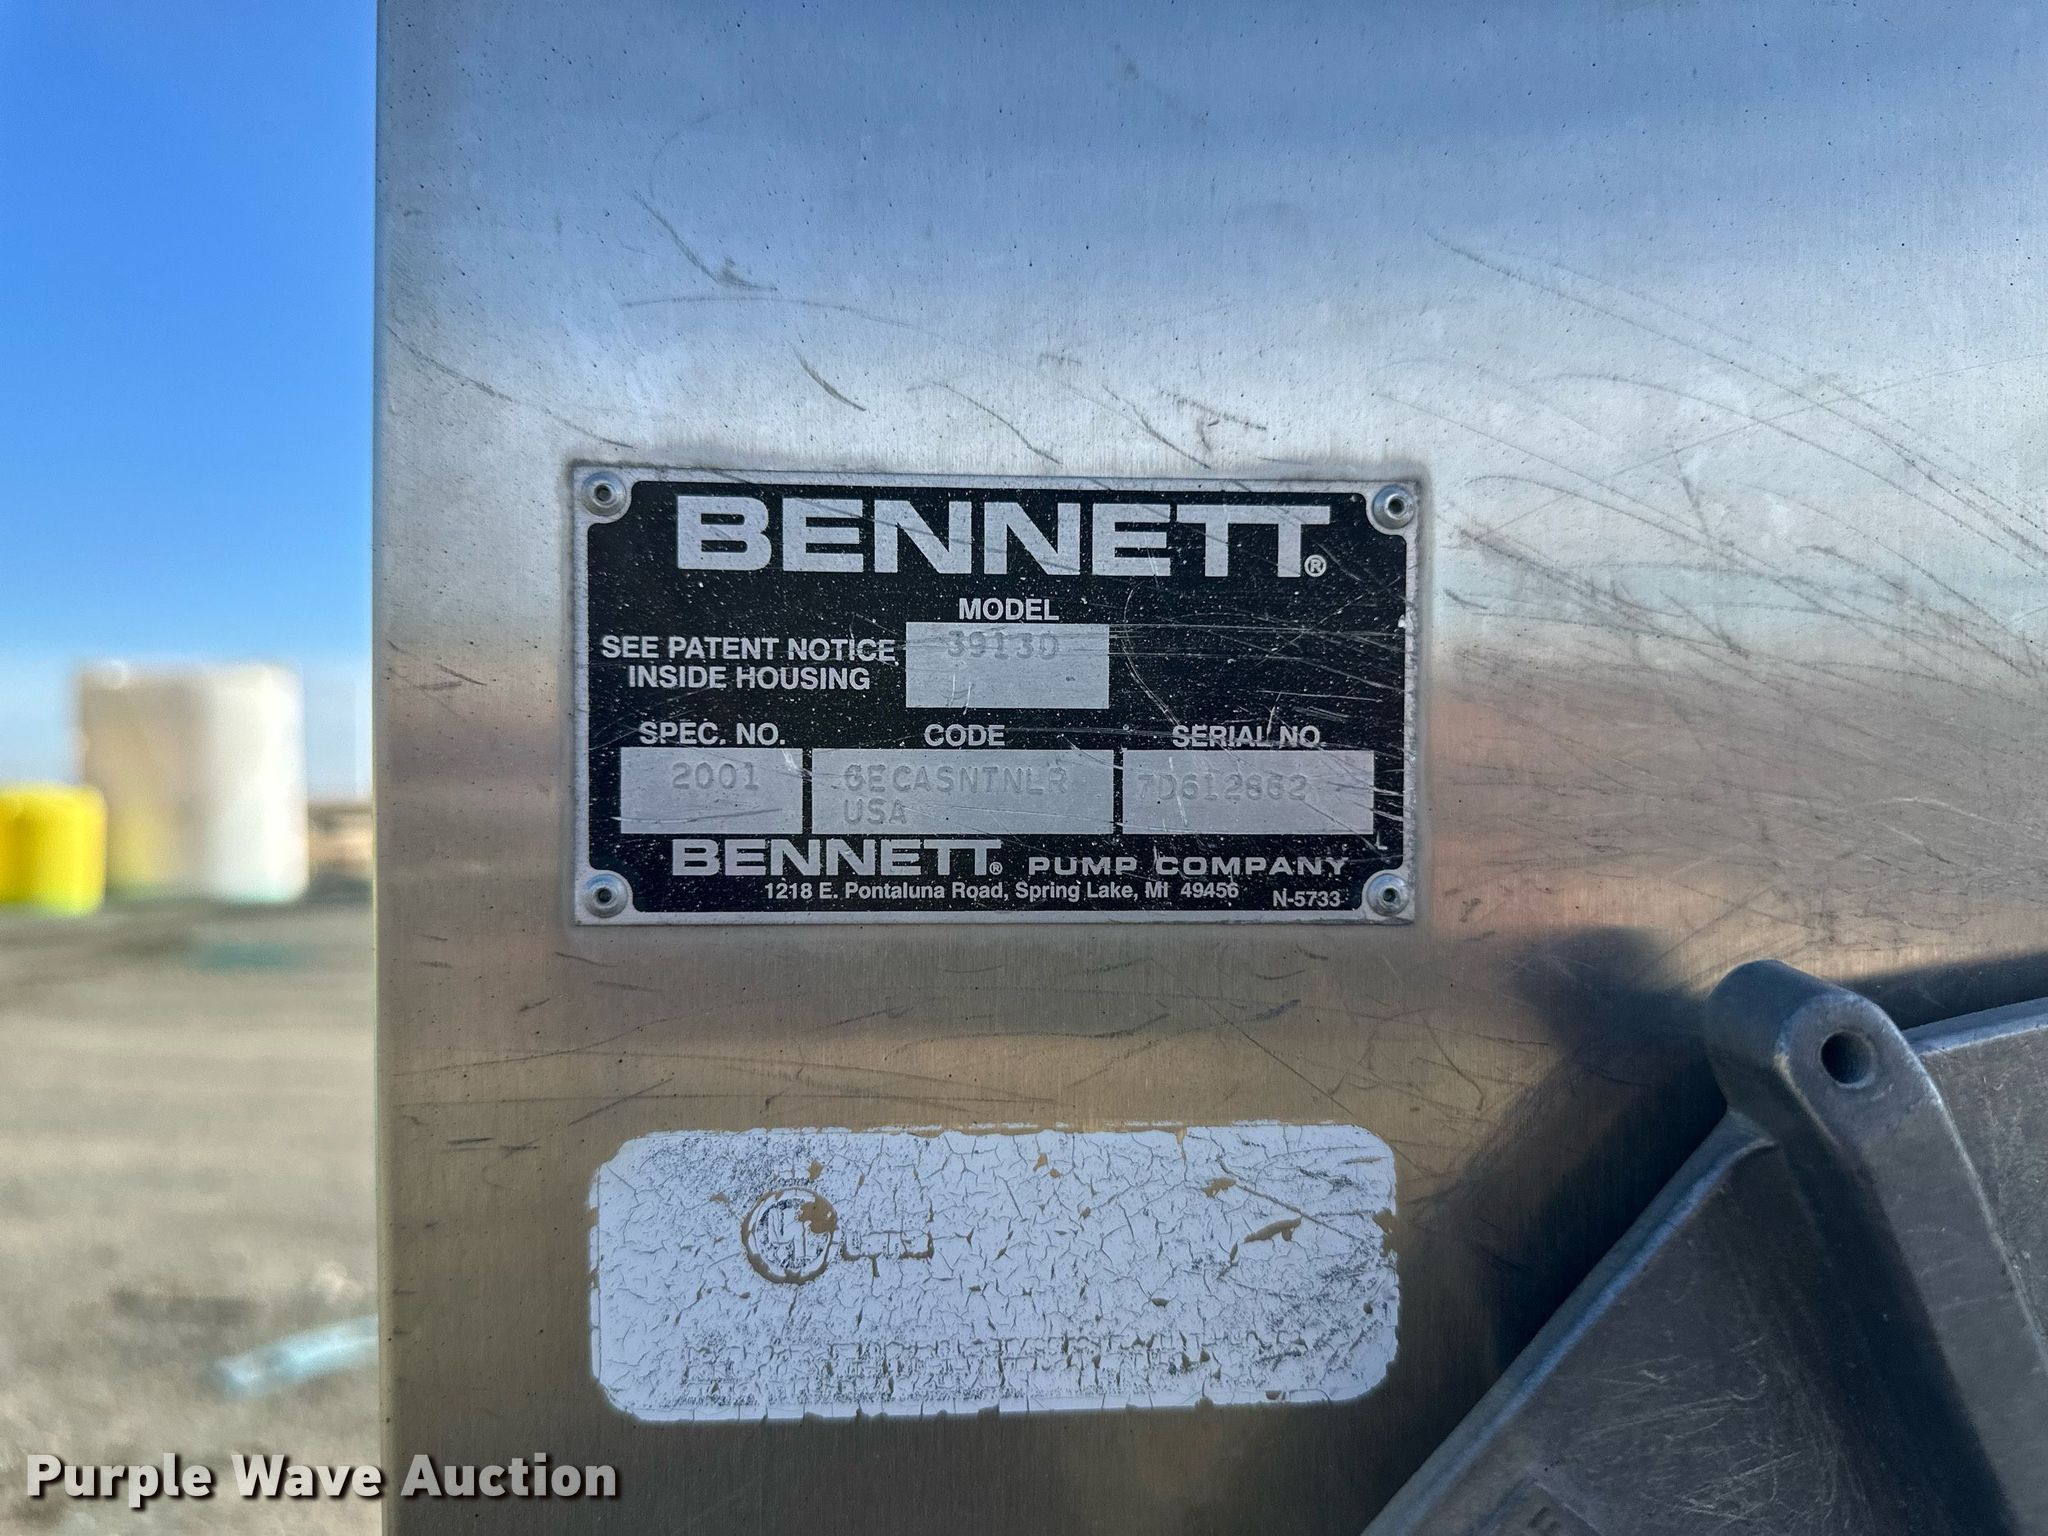 BENNETT®
MODEL
SEE PATENT NOTICE
INSIDE HOUSING
39130
SPEC. NO. CODE SERIAL NO.
2001 GECASNTNLR 7D612862
USA
BENNETT® PUMP COMPANY
1218 E. Pontaluna Road, Spring Lake, MI 49456 N-5733
Purple Wave Auction